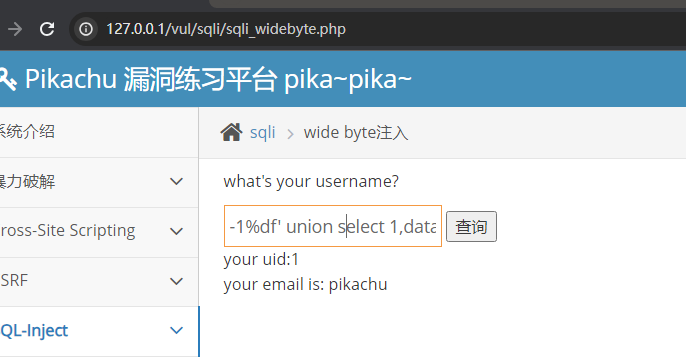 127.0.0.1/vul/sqli/sqli_widebyte.php
Pikachu 漏洞练习平台 pika~pika~
系统介绍
sqli > wide byte注入
暴力破解
what's your username?
-1%df' union select 1,data
查询
ross-Site Scripting
your uid:1
SRF
your email is: pikachu
QL-Inject